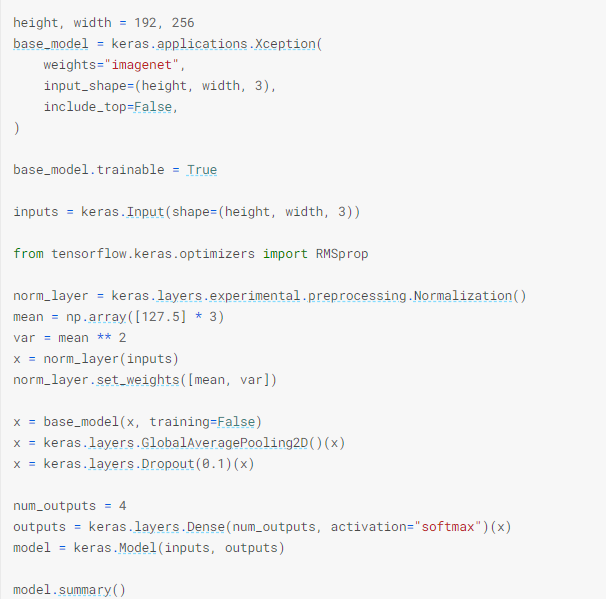 height, width = 192, 256
base_model = keras.applications.Xception(
    weights="imagenet",
    input_shape=(height, width, 3),
    include_top=False,
)

base_model.trainable = True

inputs = keras.Input(shape=(height, width, 3))

from tensorflow.keras.optimizers import RMSprop

norm_layer = keras.layers.experimental.preprocessing.Normalization()
mean = np.array([127.5] * 3)
var = mean ** 2
x = norm_layer(inputs)
norm_layer.set_weights([mean, var])

x = base_model(x, training=False)
x = keras.layers.GlobalAveragePooling2D()(x)
x = keras.layers.Dropout(0.1)(x)

num_outputs = 4
outputs = keras.layers.Dense(num_outputs, activation="softmax")(x)
model = keras.Model(inputs, outputs)

model.summary()